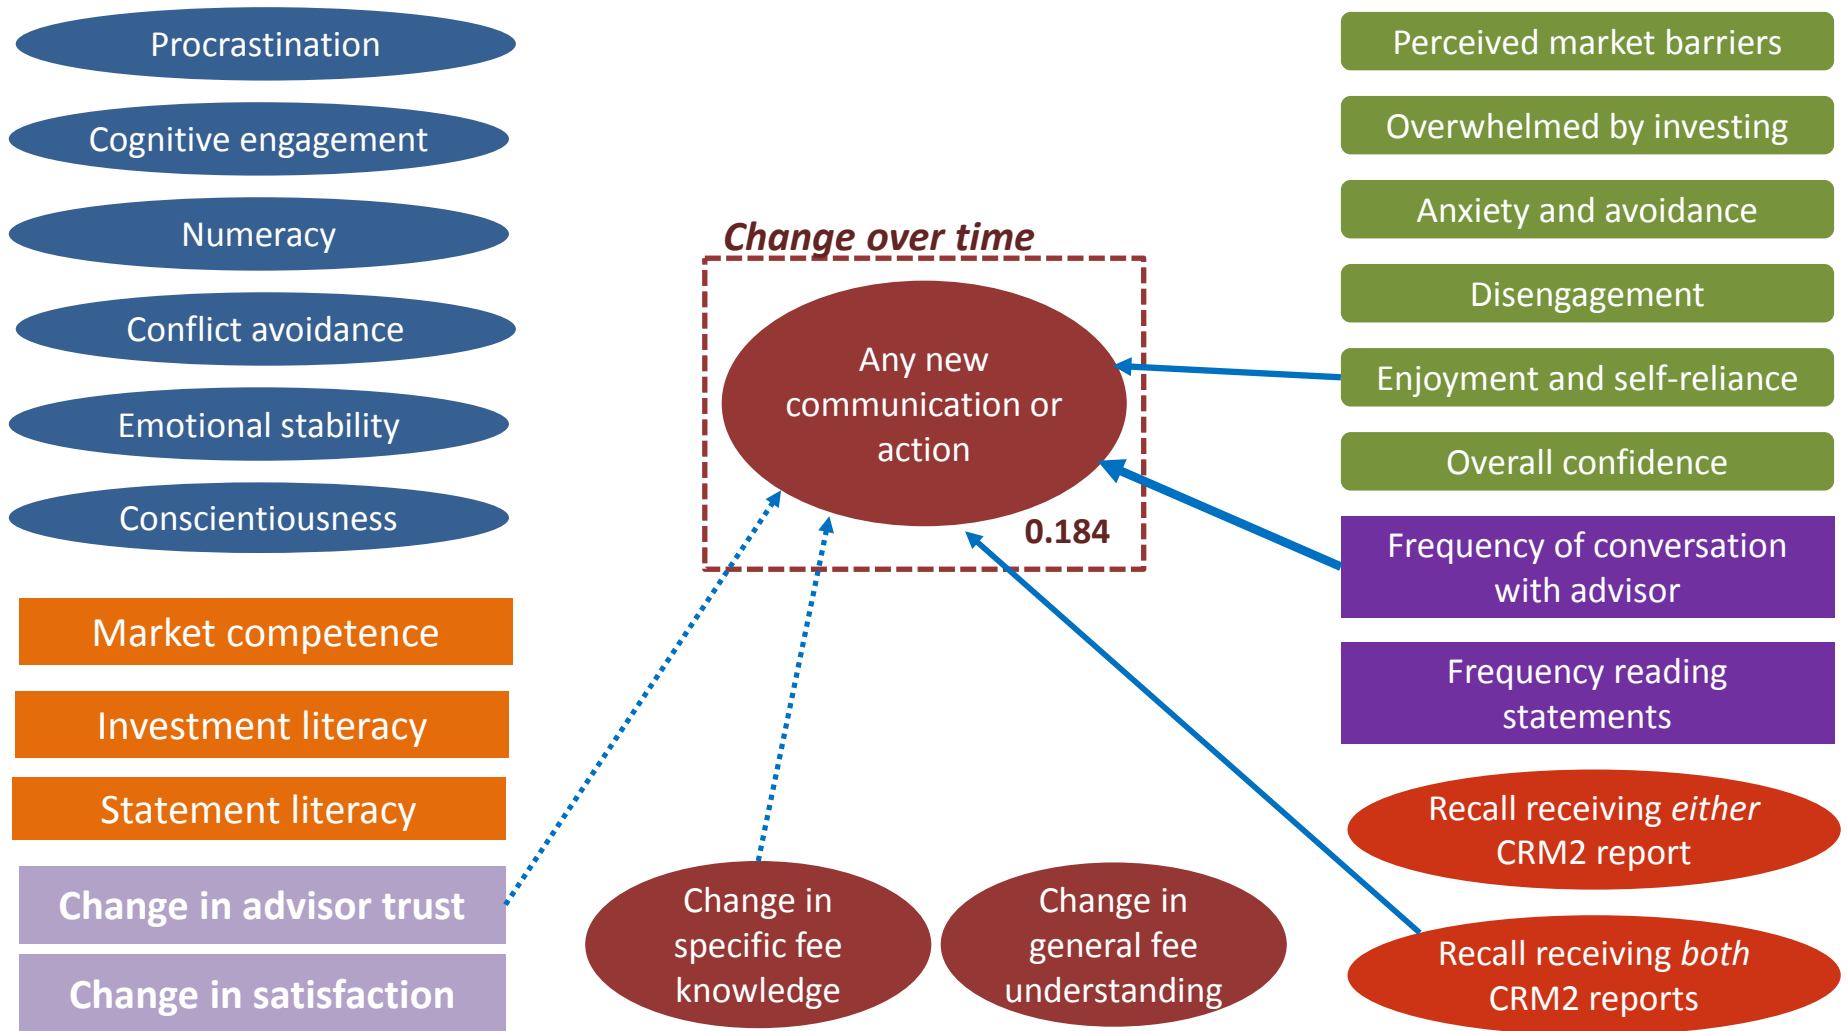 Procrastination
Cognitive engagement
Numeracy
Conflict avoidance
Emotional stability
Conscientiousness
Market competence
Investment literacy
Statement literacy
Change in advisor trust
Change in satisfaction
Change over time
Any new
communication or
action
0.184
Change in
specific fee
knowledge
Change in
general fee
understanding
Perceived market barriers
Overwhelmed by investing
Anxiety and avoidance
Disengagement
Enjoyment and self-reliance
Overall confidence
Frequency of conversation
with advisor
Frequency reading
statements
Recall receiving either
CRM2 report
Recall receiving both
CRM2 reports